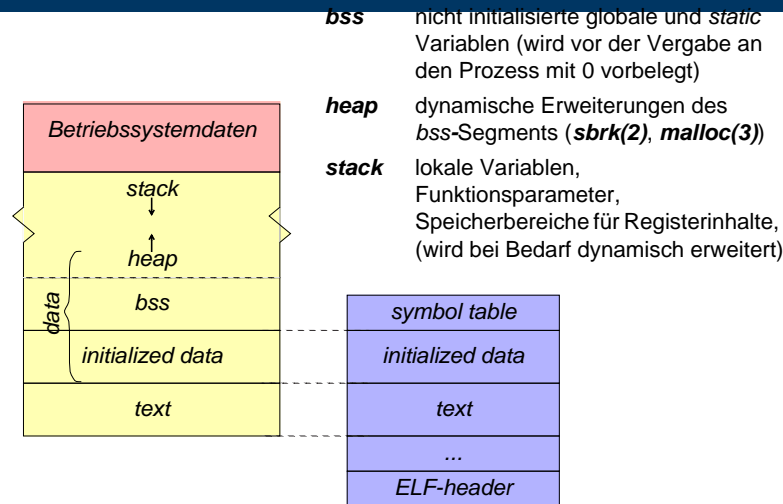 bss nicht initialisierte globale und static
Variablen (wird vor der Vergabe an
den Prozess mit 0 vorbelegt)
heap dynamische Erweiterungen des
bss-Segments (sbrk(2), malloc(3))
stack lokale Variablen,
Funktionsparameter,
Speicherbereiche für Registerinhalte,
(wird bei Bedarf dynamisch erweitert)
Betriebssystemdaten
stack
heap
data
bss
initialized data
text
symbol table
initialized data
text
...
ELF-header